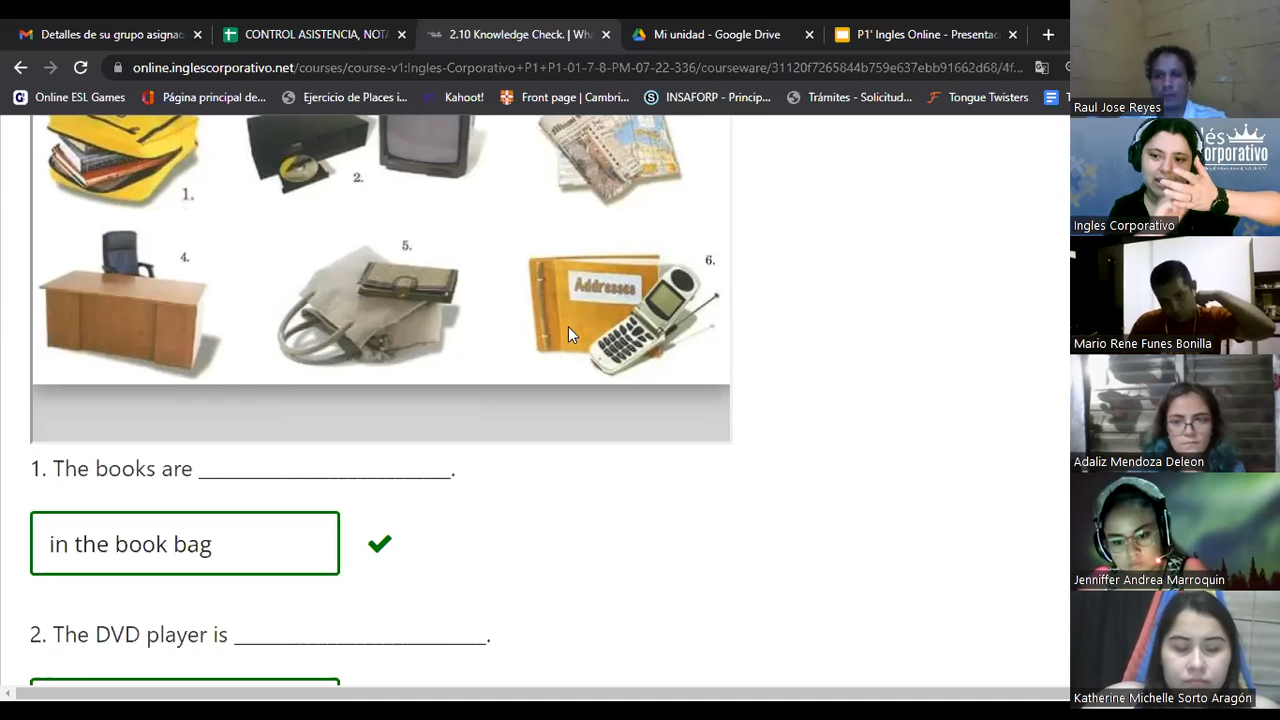 Detalles de su grupo asignac
CONTROL ASISTENCIA, NOTA
2.10 Knowledge Check. | Wha
Mi unidad - Google Drive
P1' Ingles Online - Presentac
online.inglescorporativo.net/courses/course-v1:Ingles-Corporativo+P1+P1-01-7-8-PM-07-22-336/courseware/31120f7265844b759e637ebb91662d68/4f...
Online ESL Games
Página principal de...
Ejercicio de Places i...
Kahoot!
Front page | Cambri...
INSAFORP - Princip...
Trámites - Solicitud...
Tongue Twisters
1.
2.
4.
5.
6.
Addresses
1. The books are ________________________.
in the book bag
2. The DVD player is ________________________.
Raul Jose Reyes
és
orporativo
Ingles Corporativo
Mario Rene Funes Bonilla
Adaliz Mendoza Deleon
Jenniffer Andrea Marroquin
Katherine Michelle Sorto Aragón